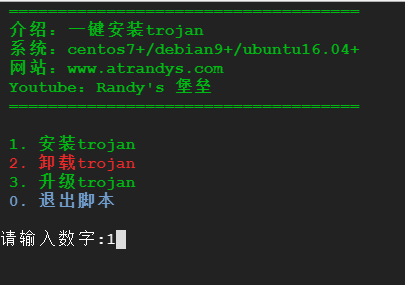 =====================================
介绍：一键安装trojan
系统：centos7+/debian9+/ubuntu16.04+
网站：www.atrandys.com
Youtube：Randy's 堡垒
=====================================
1. 安装trojan
2. 卸载trojan
3. 升级trojan
0. 退出脚本
请输入数字:1